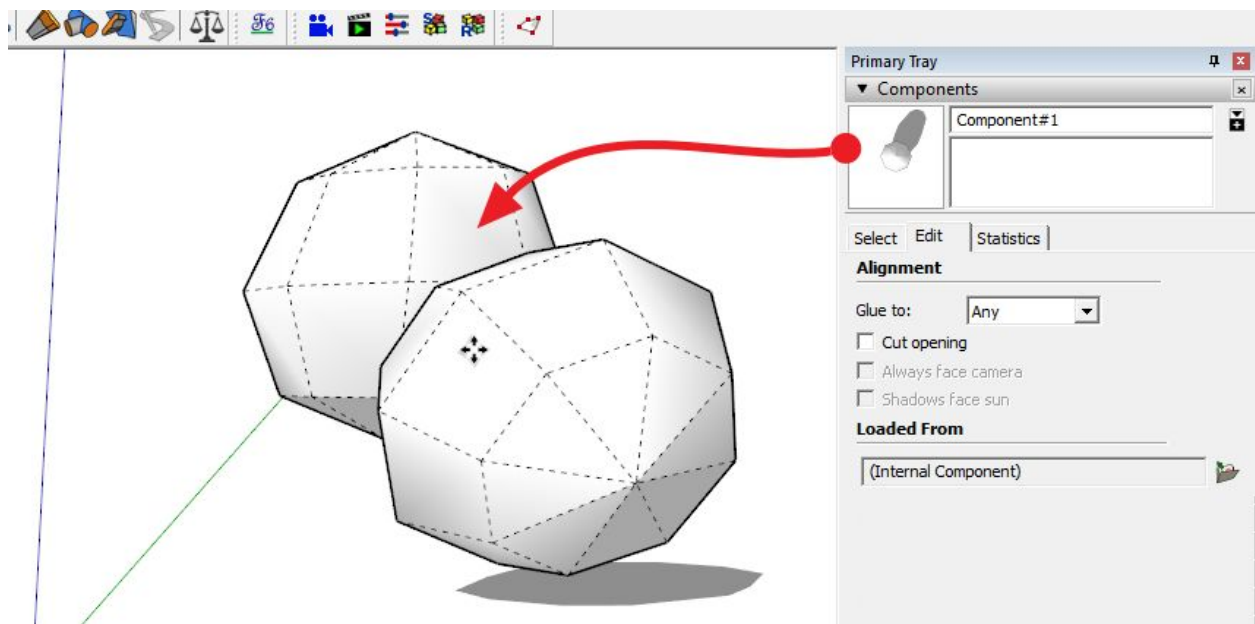 F6
S
R
Primary Tray
Components
Component#1
Select Edit Statistics
Alignment
Glue to: Any
Cut opening
Always face camera
Shadows face sun
Loaded From
(Internal Component)